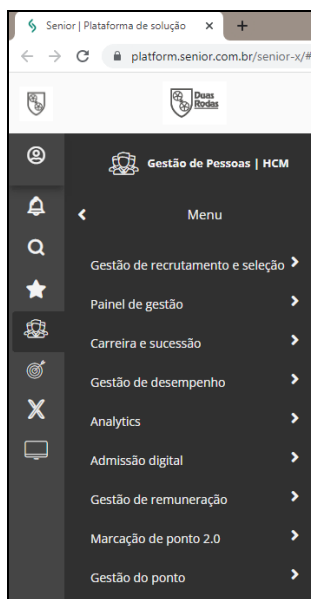 Senior | Plataforma de solução
platform.senior.com.br/senior-x/#
Duas
Rodas
Gestão de Pessoas | HCM
Menu
Gestão de recrutamento e seleção
Painel de gestão
Carreira e sucessão
Gestão de desempenho
Analytics
Admissão digital
Gestão de remuneração
Marcação de ponto 2.0
Gestão do ponto